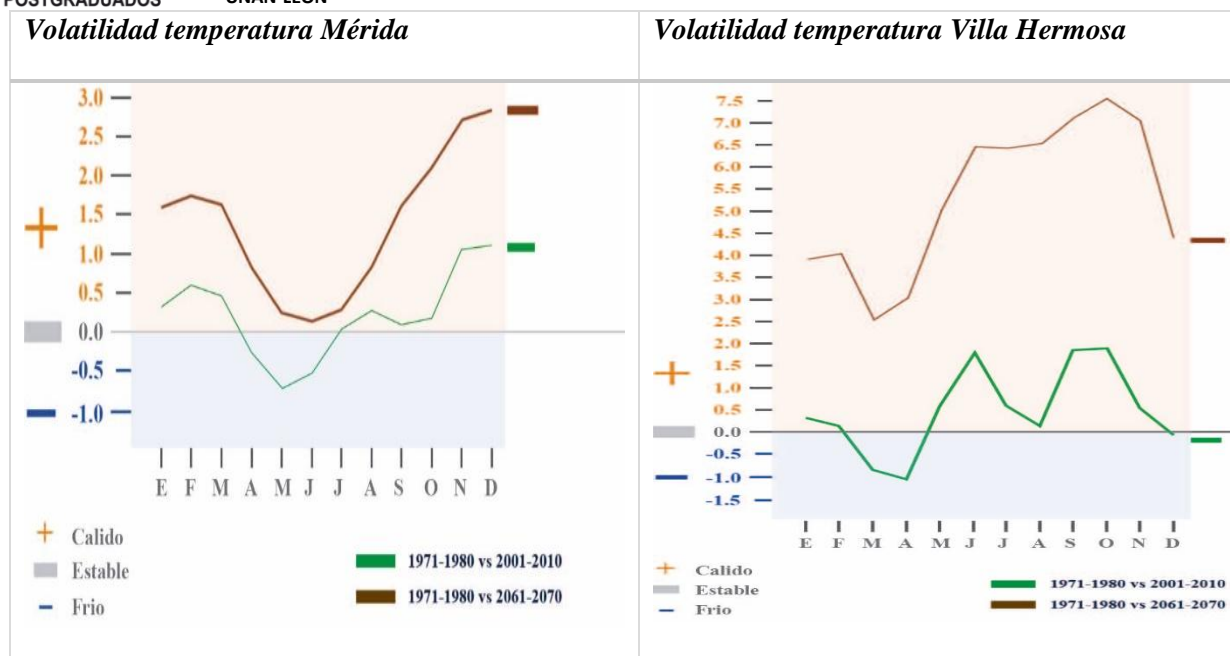 POSTGRADUADOS UNAN-LEON
Volatilidad temperatura Mérida
3.0
2.5
2.0
1.5
1.0
0.5
0.0
-0.5
-1.0
E F M A M J J A S O N D
Calido
Estable
Frio
1971-1980 vs 2001-2010
1971-1980 vs 2061-2070
Volatilidad temperatura Villa Hermosa
7.5
7.0
6.5
6.0
5.5
5.0
4.5
4.0
3.5
3.0
2.5
2.0
1.5
1.0
0.5
0.0
-0.5
-1.0
-1.5
E F M A M J J A S O N D
Calido
Estable
Frio
1971-1980 vs 2001-2010
1971-1980 vs 2061-2070